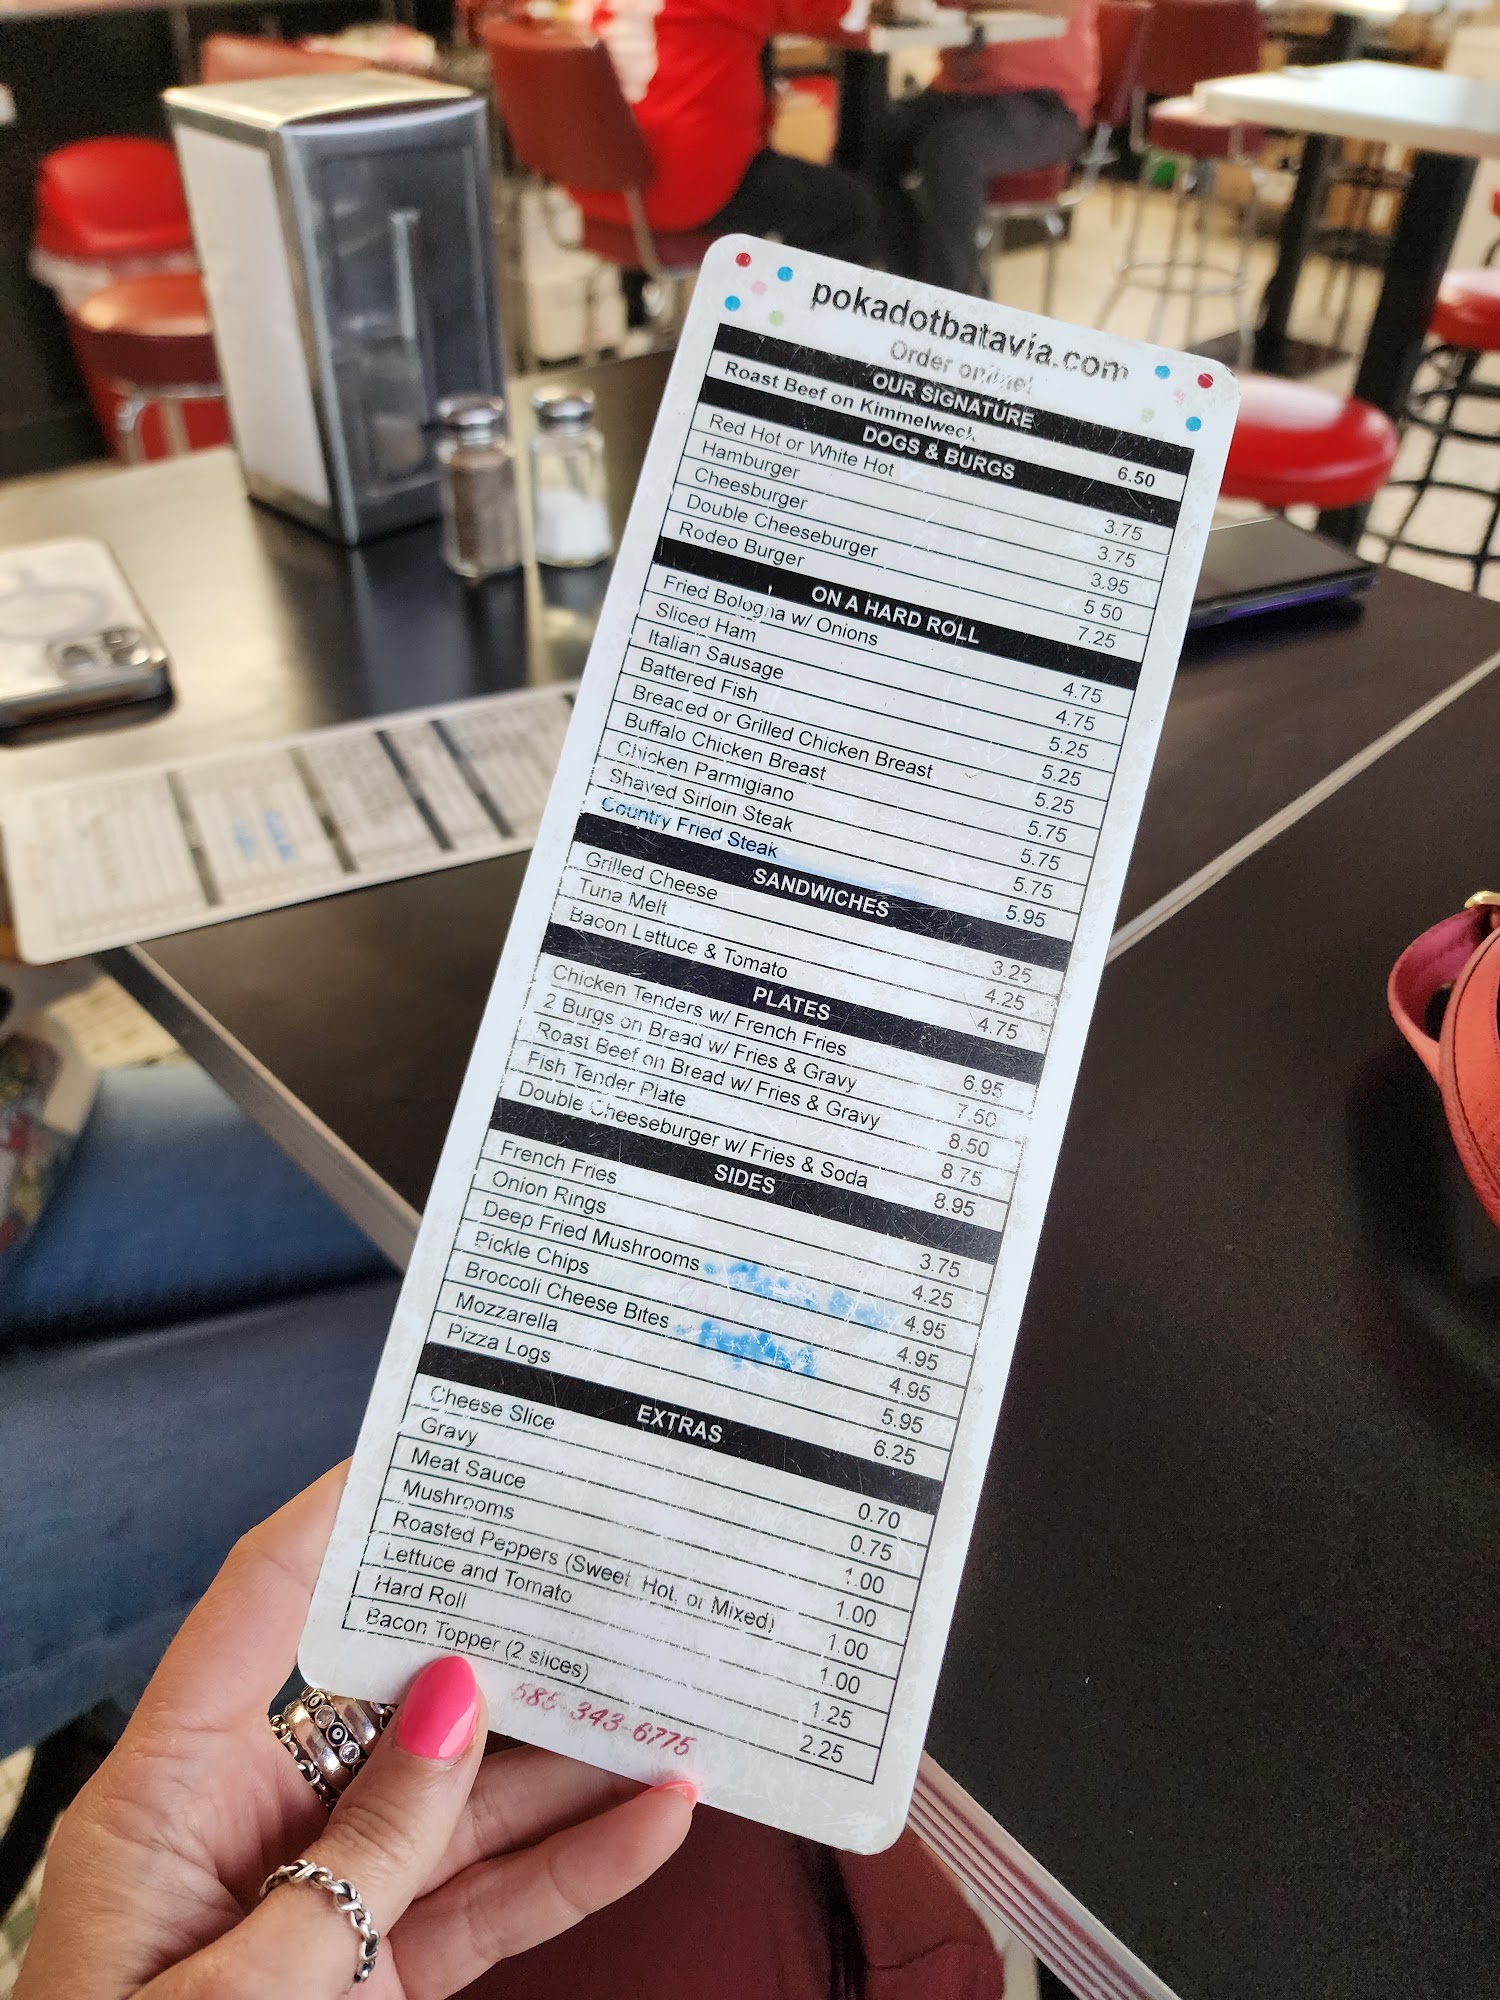 pokadotbatavia.com
Order online!
OUR SIGNATURE
Roast Beef on Kimmelweck 6.50
DOGS & BURGS
Red Hot or White Hot 3.75
Hamburger 3.75
Cheesburger 3.95
Double Cheeseburger 5.50
Rodeo Burger 7.25
ON A HARD ROLL
Fried Bologna w/ Onions 4.75
Sliced Ham 4.75
Italian Sausage 5.25
Battered Fish 5.25
Breaded or Grilled Chicken Breast 5.25
Buffalo Chicken Breast 5.75
Chicken Parmigiano 5.75
Shaved Sirloin Steak 5.75
Country Fried Steak 5.95
SANDWICHES
Grilled Cheese 3.25
Tuna Melt 4.25
Bacon Lettuce & Tomato 4.75
PLATES
Chicken Tenders w/ French Fries 6.95
2 Burgs on Bread w/ Fries & Gravy 7.50
Roast Beef on Bread w/ Fries & Gravy 8.50
Fish Tender Plate 8.75
Double Cheeseburger w/ Fries & Soda 8.95
SIDES
French Fries 3.75
Onion Rings 4.25
Deep Fried Mushrooms 4.95
Pickle Chips 4.95
Broccoli Cheese Bites 4.95
Mozzarella 5.95
Pizza Logs 6.25
EXTRAS
Cheese Slice 0.70
Gravy 0.75
Meat Sauce 1.00
Mushrooms 1.00
Roasted Peppers (Sweet, Hot, or Mixed) 1.00
Lettuce and Tomato 1.00
Hard Roll 1.25
Bacon Topper (2 slices) 2.25
585-343-6775